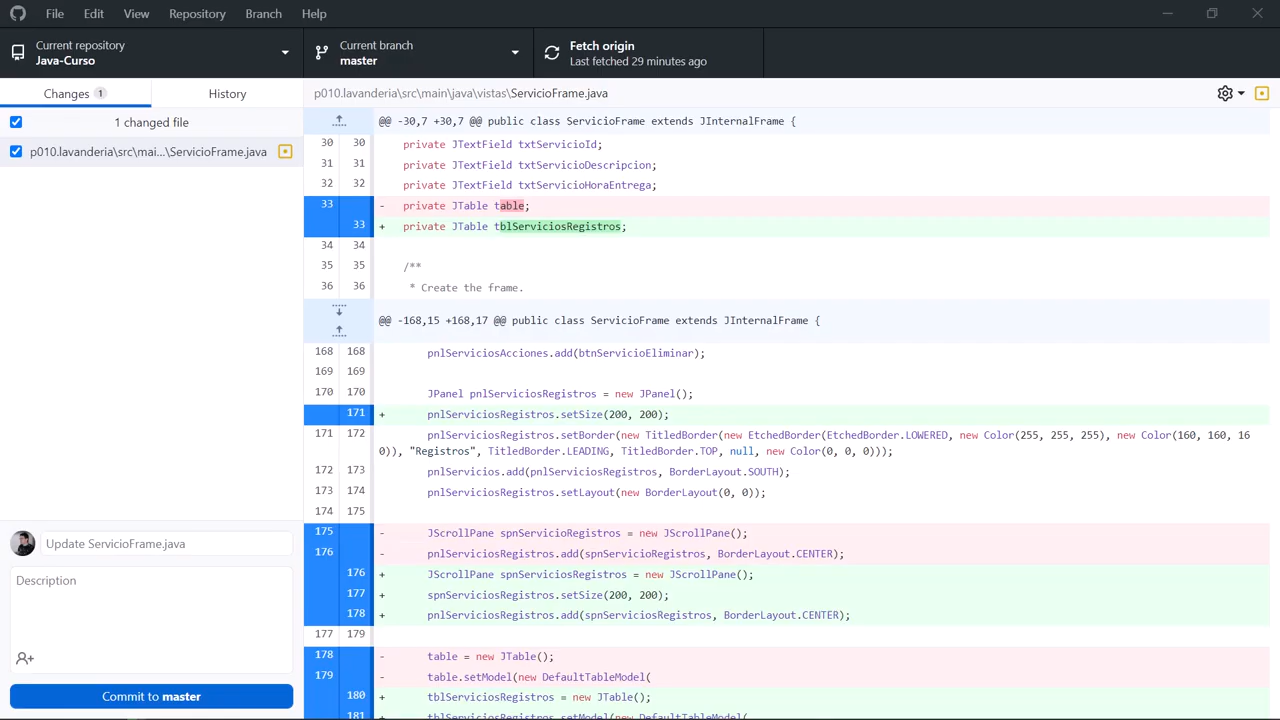 File Edit View Repository Branch Help
Current repository
Java-Curso
Current branch
master
Fetch origin
Last fetched 29 minutes ago
Changes 1 History
p010.lavanderia\src\main\java\vistas\ServicioFrame.java
1 changed file
p010.lavanderia\src\mai...\ServicioFrame.java
@@ -30,7 +30,7 @@ public class ServicioFrame extends JInternalFrame {
30 30 private JTextField txtServicioId;
31 31 private JTextField txtServicioDescripcion;
32 32 private JTextField txtServicioHoraEntrega;
33 - private JTable table;
33 + private JTable tblServiciosRegistros;
34 34
35 35 /**
36 36 * Create the frame.
@@ -168,15 +168,17 @@ public class ServicioFrame extends JInternalFrame {
168 168 pnlServiciosAcciones.add(btnServicioEliminar);
169 169
170 170 JPanel pnlServiciosRegistros = new JPanel();
171 + pnlServiciosRegistros.setSize(200, 200);
171 172 pnlServiciosRegistros.setBorder(new TitledBorder(new EtchedBorder(EtchedBorder.LOWERED, new Color(255, 255, 255), new Color(160, 160, 16
0)), "Registros", TitledBorder.LEADING, TitledBorder.TOP, null, new Color(0, 0, 0)));
172 173 pnlServicios.add(pnlServiciosRegistros, BorderLayout.SOUTH);
173 174 pnlServiciosRegistros.setLayout(new BorderLayout(0, 0));
174 175
175 - JScrollPane spnServicioRegistros = new JScrollPane();
176 - pnlServiciosRegistros.add(spnServicioRegistros, BorderLayout.CENTER);
176 + JScrollPane spnServiciosRegistros = new JScrollPane();
177 + spnServiciosRegistros.setSize(200, 200);
178 + pnlServiciosRegistros.add(spnServiciosRegistros, BorderLayout.CENTER);
177 179
178 - table = new JTable();
179 - table.setModel(new DefaultTableModel(
180 + tblServiciosRegistros = new JTable();
181 + tblServiciosRegistros.setModel(new DefaultTableModel(
Update ServicioFrame.java
Description
Commit to master